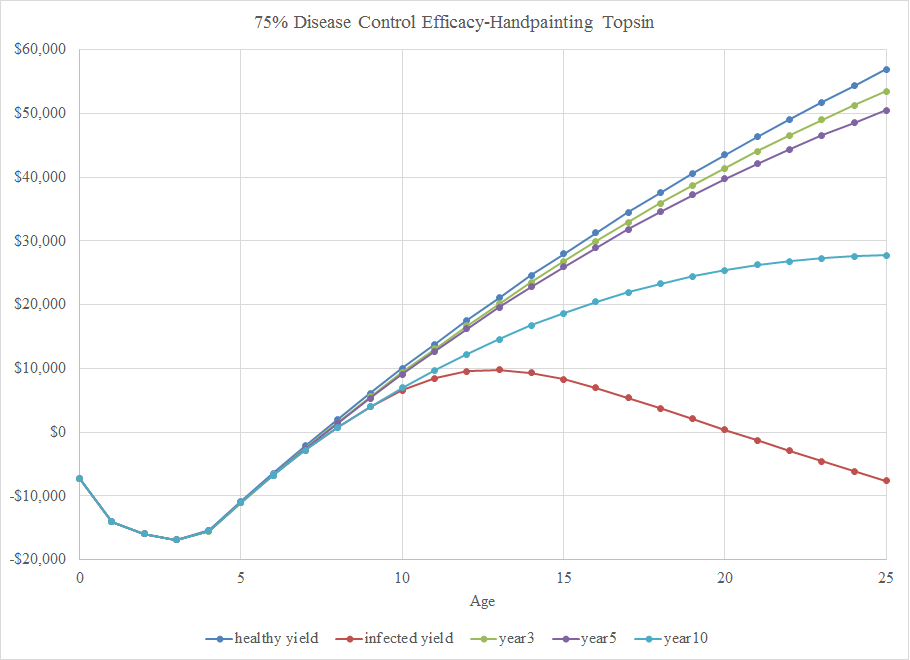 75% Disease Control Efficacy-Handpainting Topsin
$60,000
$50,000
$40,000
$30,000
$20,000
$10,000
$0
-$10,000
-$20,000
0 5 10 15 20 25
Age
healthy yield infected yield year3 year5 year10